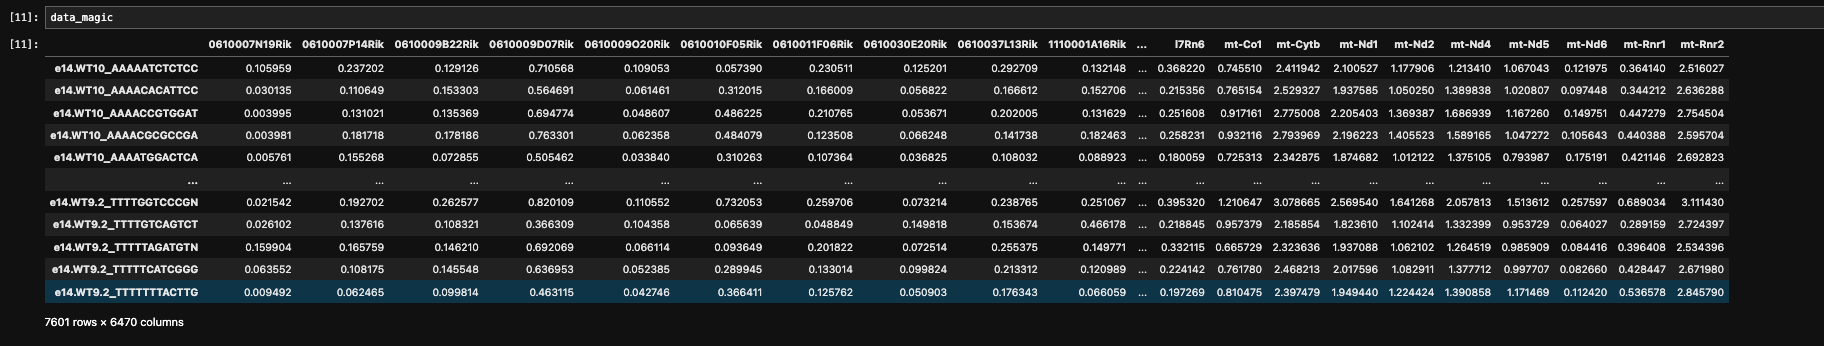 [11]: data_magic
[11]:
0610007N19Rik 0610007P14Rik 0610009B22Rik 0610009D07Rik 0610009O20Rik 0610010F05Rik 0610011F06Rik 0610030E20Rik 0610037L13Rik 1110001A16Rik ... l7Rn6 mt-Co1 mt-Cytb mt-Nd1 mt-Nd2 mt-Nd4 mt-Nd5 mt-Nd6 mt-Rnr1 mt-Rnr2
e14.WT10_AAAAATCTCTCC 0.105959 0.237202 0.129126 0.710568 0.109053 0.057390 0.230511 0.125201 0.292709 0.132148 ... 0.368220 0.745510 2.411942 2.100527 1.177906 1.213410 1.067043 0.121975 0.364140 2.516027
e14.WT10_AAAACACATTCC 0.030135 0.110649 0.153303 0.564691 0.061461 0.312015 0.166009 0.056822 0.166612 0.152706 ... 0.215356 0.765154 2.529327 1.937585 1.050250 1.389838 1.020807 0.097448 0.344212 2.636288
e14.WT10_AAAACCGTGGAT 0.003995 0.131021 0.135369 0.694774 0.048607 0.486225 0.210765 0.053671 0.202005 0.131629 ... 0.251608 0.917161 2.775008 2.205403 1.369387 1.686939 1.167260 0.149751 0.447279 2.754504
e14.WT10_AAAACGCGCCGA 0.003981 0.181718 0.178186 0.763301 0.062358 0.484079 0.123508 0.066248 0.141738 0.182463 ... 0.258231 0.932116 2.793969 2.196223 1.405523 1.589165 1.047272 0.105643 0.440388 2.595704
e14.WT10_AAAATGGACTCA 0.005761 0.155268 0.072855 0.505462 0.033840 0.310263 0.107364 0.036825 0.108032 0.088923 ... 0.180059 0.725313 2.342875 1.874682 1.012122 1.375105 0.793987 0.175191 0.421146 2.692823
... ... ... ... ... ... ... ... ... ... ... ... ... ... ... ... ... ... ... ... ... ...
e14.WT9.2_TTTTGGTCCCGN 0.021542 0.192702 0.262577 0.820109 0.110552 0.732053 0.259706 0.073214 0.238765 0.251067 ... 0.395320 1.210647 3.078665 2.569540 1.641268 2.057813 1.513612 0.257597 0.689034 3.111430
e14.WT9.2_TTTTGTCAGTCT 0.026102 0.137616 0.108321 0.366309 0.104358 0.065639 0.048849 0.149818 0.153674 0.466178 ... 0.218845 0.957379 2.185854 1.823610 1.102414 1.332399 0.953729 0.064027 0.289159 2.724397
e14.WT9.2_TTTTTAGATGTN 0.159904 0.165759 0.146210 0.692069 0.066114 0.093649 0.201822 0.072514 0.255375 0.149771 ... 0.332115 0.665729 2.323636 1.937088 1.062102 1.264519 0.985909 0.084416 0.396408 2.534396
e14.WT9.2_TTTTTCATCGGG 0.063552 0.108175 0.145548 0.636953 0.052385 0.289945 0.133014 0.099824 0.213312 0.120989 ... 0.224142 0.761780 2.468213 2.017596 1.082911 1.377712 0.997707 0.082660 0.428447 2.671980
e14.WT9.2_TTTTTTTACTTG 0.009492 0.062465 0.099814 0.463115 0.042746 0.366411 0.125762 0.050903 0.176343 0.066059 ... 0.197269 0.810475 2.397479 1.949440 1.224424 1.390858 1.171469 0.112420 0.536578 2.845790
7601 rows × 6470 columns